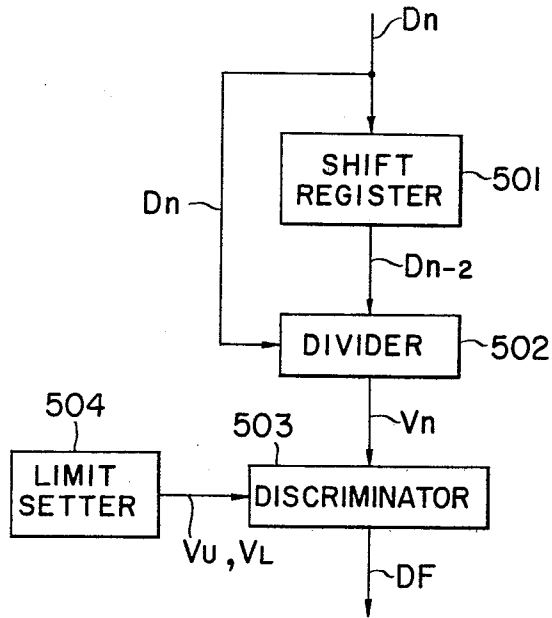 Dn
SHIFT
REGISTER
501
Dn
Dn-2
DIVIDER
502
Vn
504
503
LIMIT
SETTER
DISCRIMINATOR
VU, VL
DF